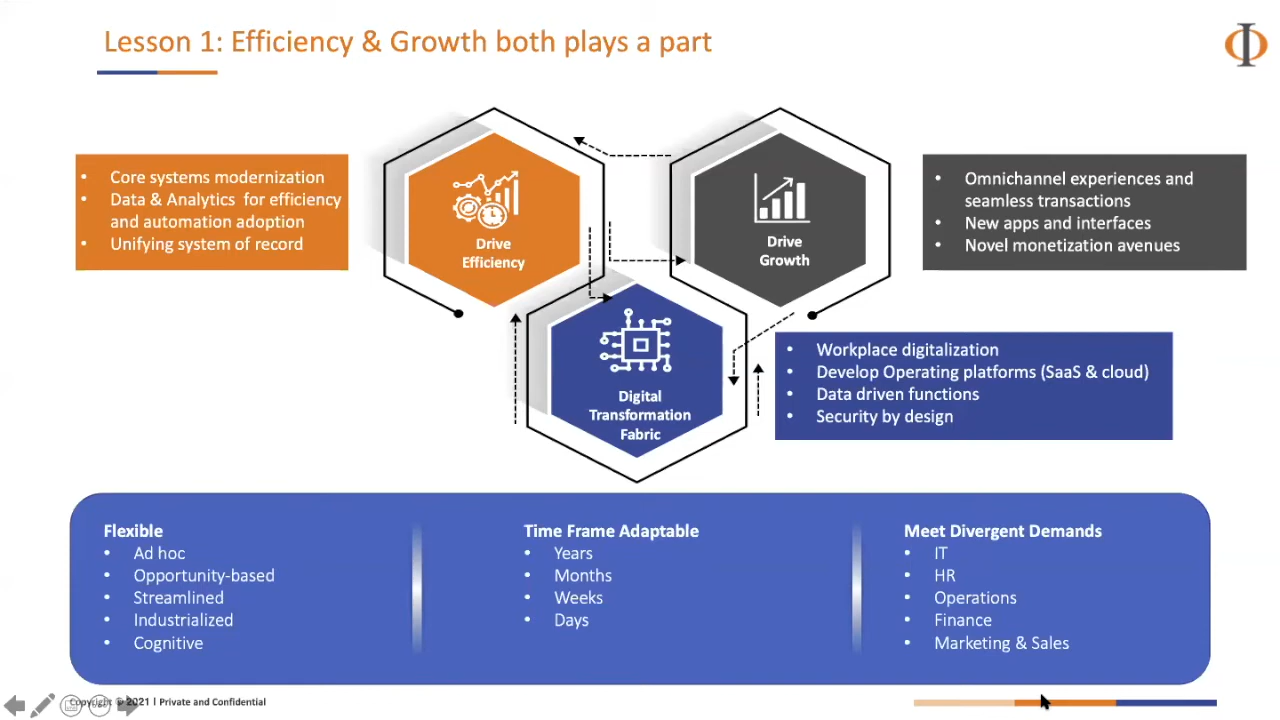 Lesson 1: Efficiency & Growth both plays a part
• Core systems modernization
• Data & Analytics for efficiency
and automation adoption
• Unifying system of record
Drive
Efficiency
Drive
Growth
• Omnichannel experiences and
seamless transactions
• New apps and interfaces
• Novel monetization avenues
Digital
Transformation
Fabric
• Workplace digitalization
• Develop Operating platforms (SaaS & cloud)
• Data driven functions
• Security by design
Flexible
• Ad hoc
• Opportunity-based
• Streamlined
• Industrialized
• Cognitive
Time Frame Adaptable
• Years
• Months
• Weeks
• Days
Meet Divergent Demands
• IT
• HR
• Operations
• Finance
• Marketing & Sales
Copyright © 2021 I Private and Confidential